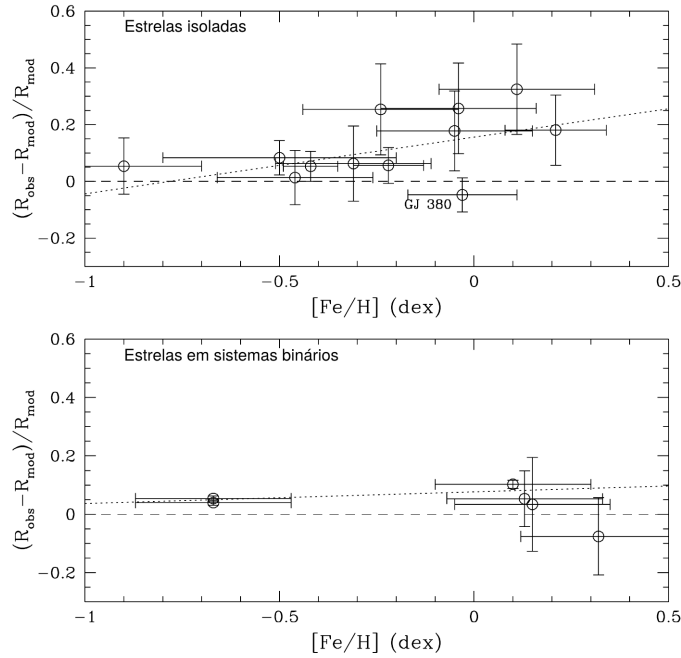 0.6
Estrelas isoladas
0.4
0.2
0
−0.2
(R_obs−R_mod)/R_mod
GJ 380
−1
−0.5
0
0.5
[Fe/H] (dex)
0.6
Estrelas em sistemas binários
0.4
0.2
0
−0.2
(R_obs−R_mod)/R_mod
−1
−0.5
0
0.5
[Fe/H] (dex)